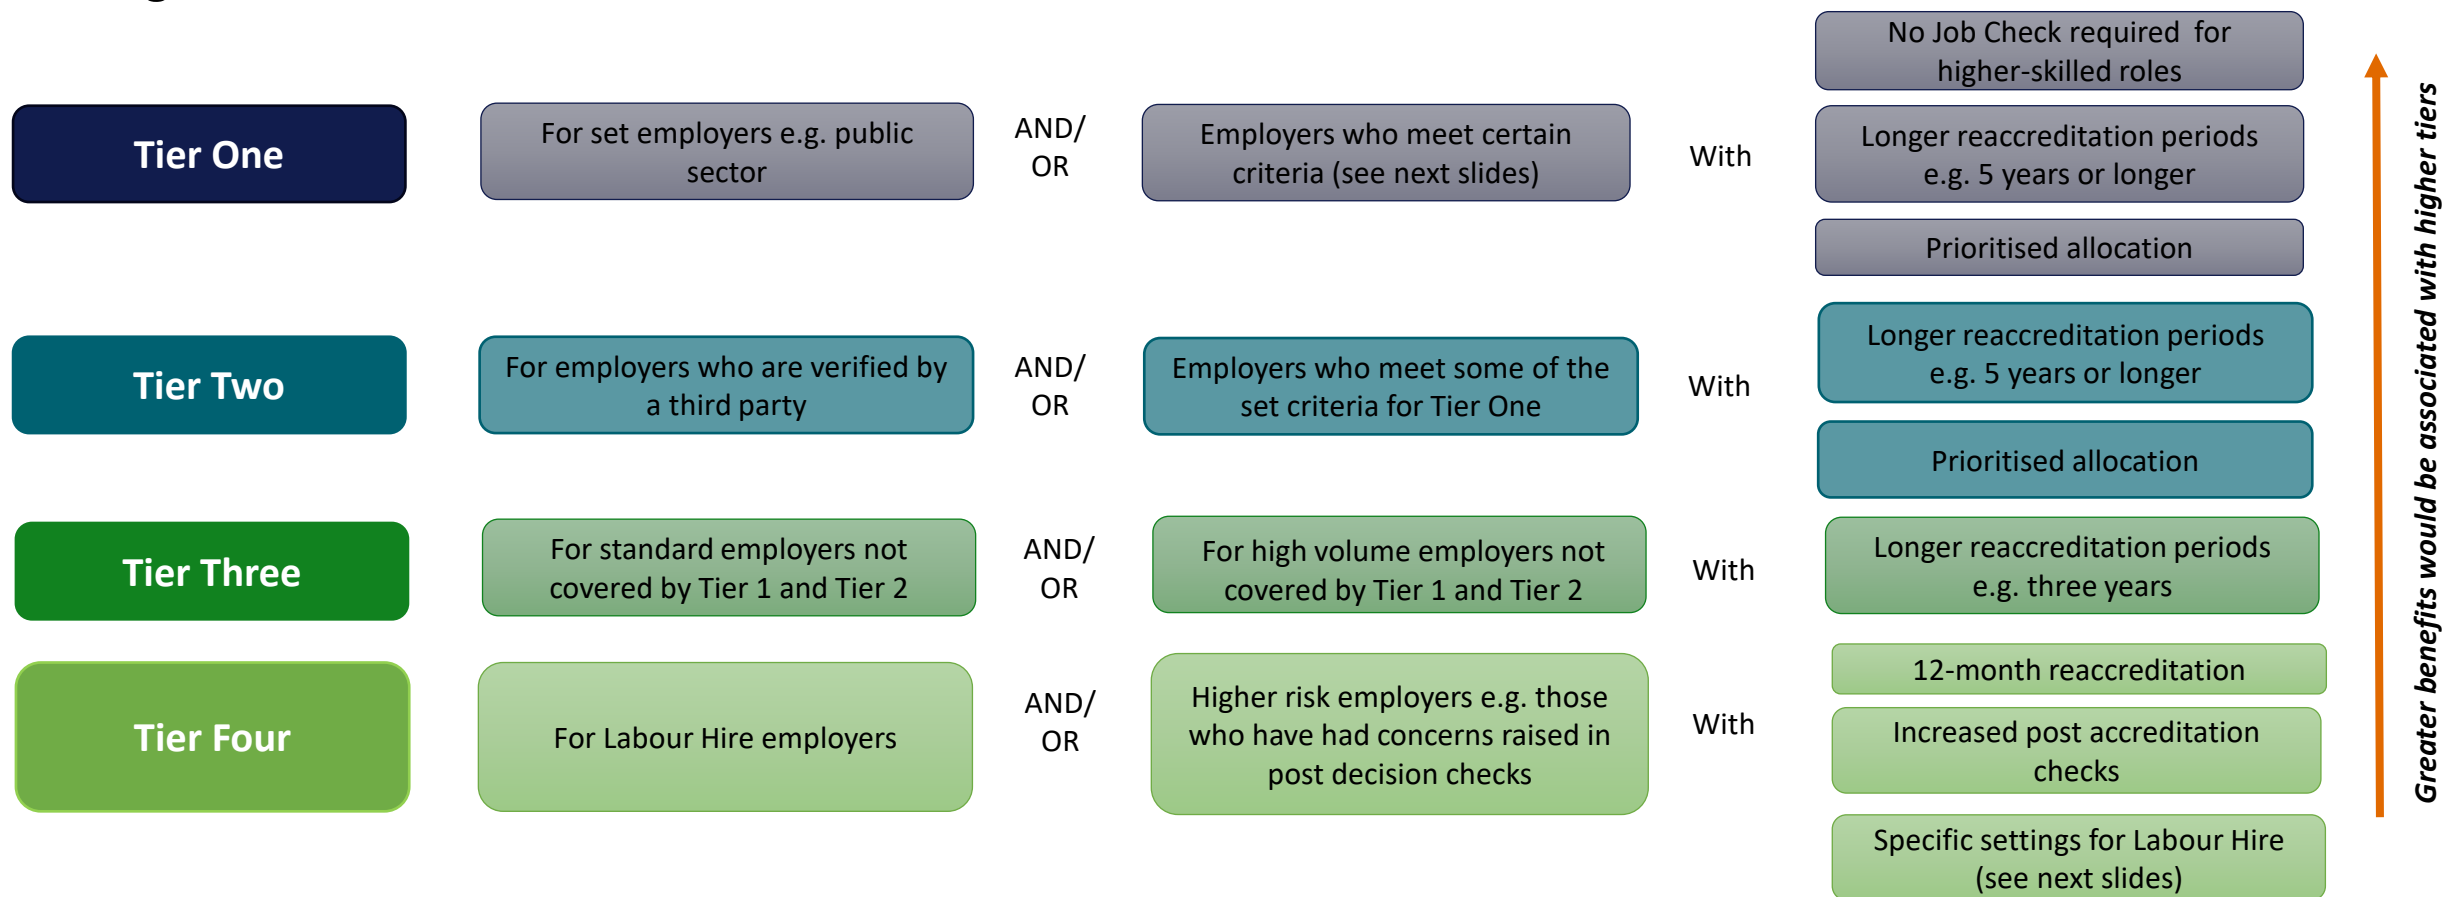 Tier One
For set employers e.g. public
sector
AND/
OR
Employers who meet certain
criteria (see next slides)
With
No Job Check required for
higher-skilled roles
Longer reaccreditation periods
e.g. 5 years or longer
Prioritised allocation
Tier Two
For employers who are verified by
a third party
AND/
OR
Employers who meet some of the
set criteria for Tier One
With
Longer reaccreditation periods
e.g. 5 years or longer
Prioritised allocation
Tier Three
For standard employers not
covered by Tier 1 and Tier 2
AND/
OR
For high volume employers not
covered by Tier 1 and Tier 2
With
Longer reaccreditation periods
e.g. three years
Tier Four
For Labour Hire employers
AND/
OR
Higher risk employers e.g. those
who have had concerns raised in
post decision checks
With
12-month reaccreditation
Increased post accreditation
checks
Specific settings for Labour Hire
(see next slides)
Greater benefits would be associated with higher tiers